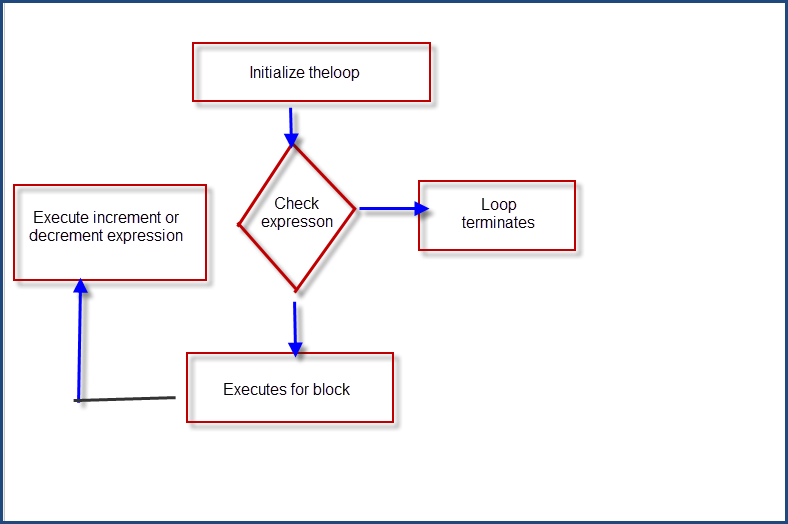 Initialize theloop
Check
expresson
Loop
terminates
Execute increment or
decrement expression
Executes for block